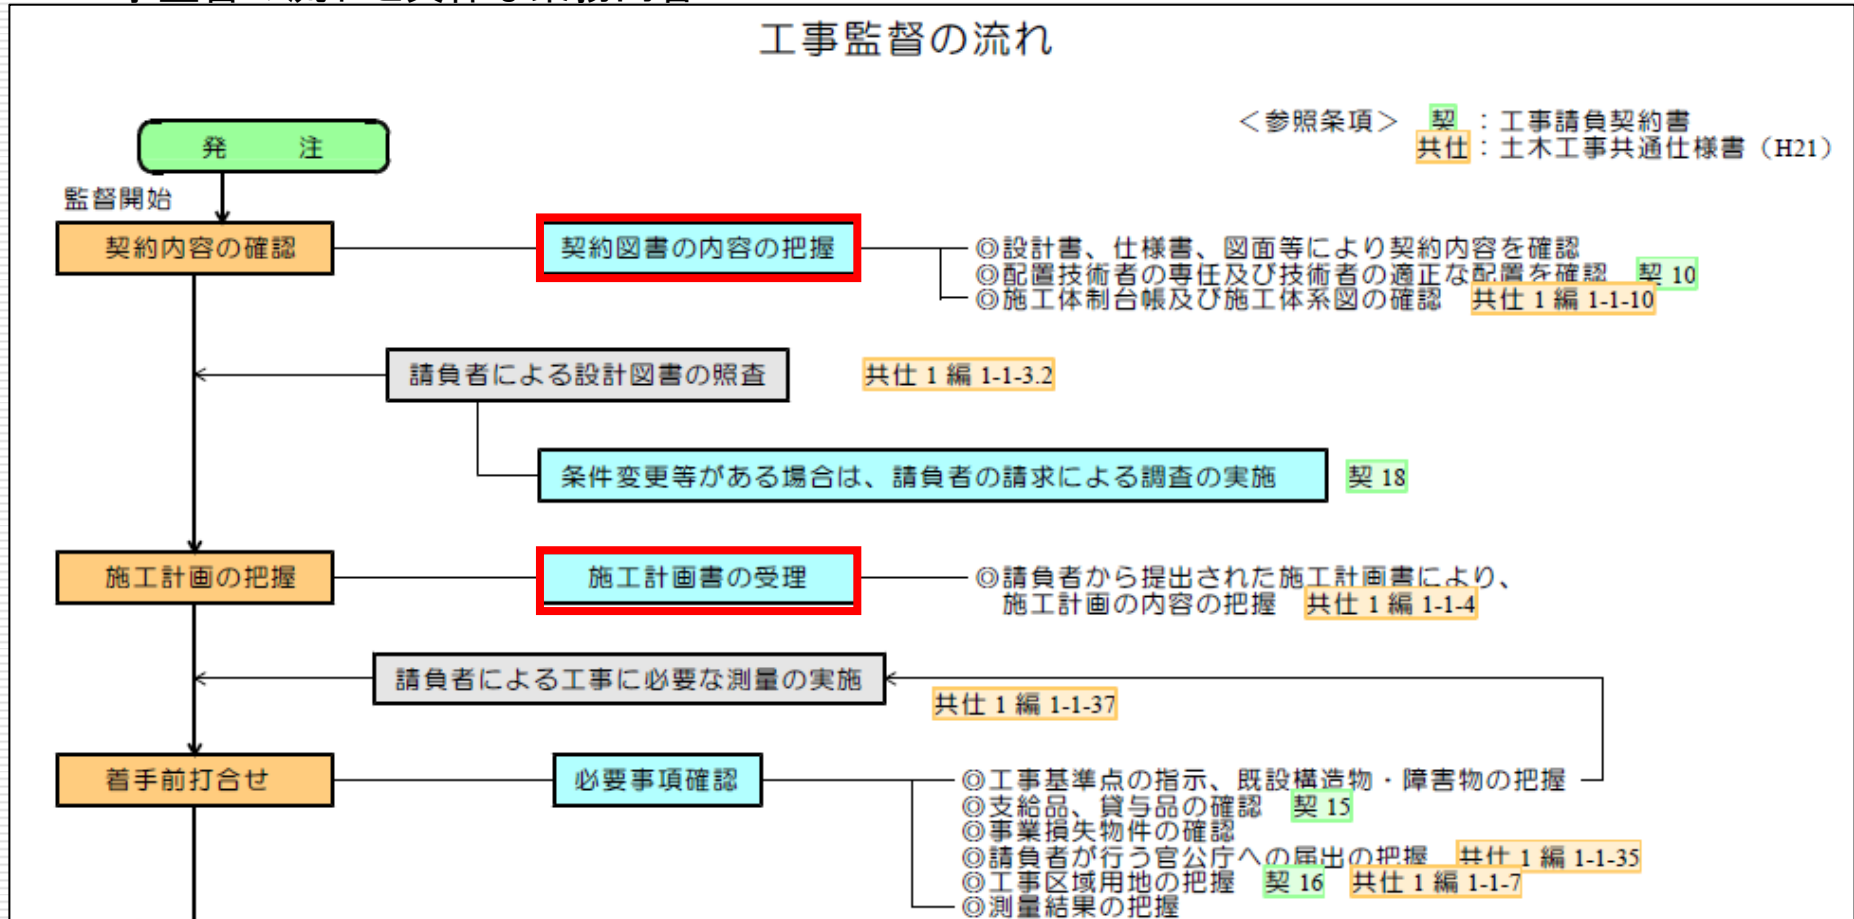 工事監督の流れ
＜参照条項＞ 契 ：工事請負契約書
共仕：土木工事共通仕様書（H21）
発　注
監督開始
契約内容の確認
契約図書の内容の把握
◎設計書、仕様書、図面等により契約内容を確認
◎配置技術者の専任及び技術者の適正な配置を確認 契 10
◎施工体制台帳及び施工体系図の確認 共仕 1 編 1-1-10
請負者による設計図書の照査 共仕 1 編 1-1-3.2
条件変更等がある場合は、請負者の請求による調査の実施 契 18
施工計画の把握
施工計画書の受理
◎請負者から提出された施工計画書により、
施工計画の内容の把握 共仕 1 編 1-1-4
請負者による工事に必要な測量の実施
共仕 1 編 1-1-37
着手前打合せ
必要事項確認
◎工事基準点の指示、既設構造物・障害物の把握
◎支給品、貸与品の確認 契 15
◎事業損失物件の確認
◎請負者が行う官公庁への届出の把握 共仕 1 編 1-1-35
◎工事区域用地の把握 契 16 共仕 1 編 1-1-7
◎測量結果の把握